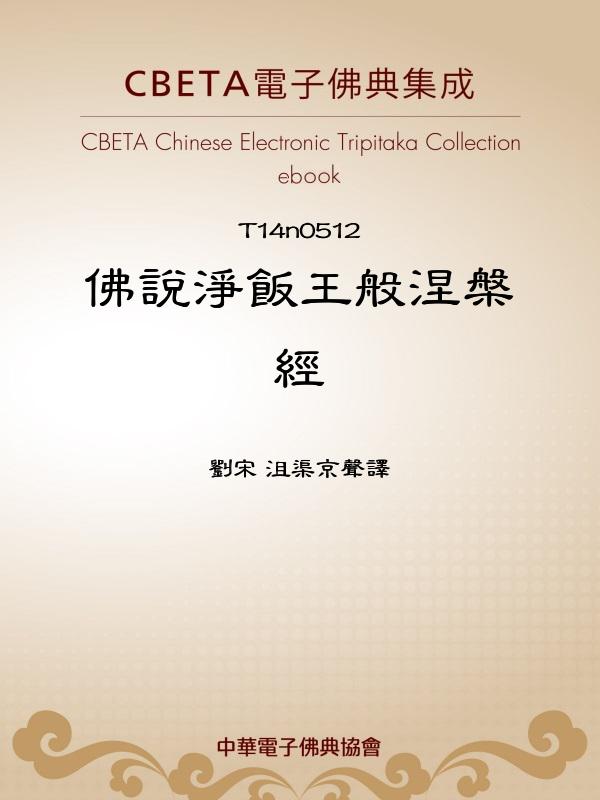 CBETA電子佛典集成
CBETA Chinese Electronic Tripitaka Collection
ebook
T14n0512
佛說淨飯王般涅槃
經
劉宋 沮渠京聲譯
中華電子佛典協會